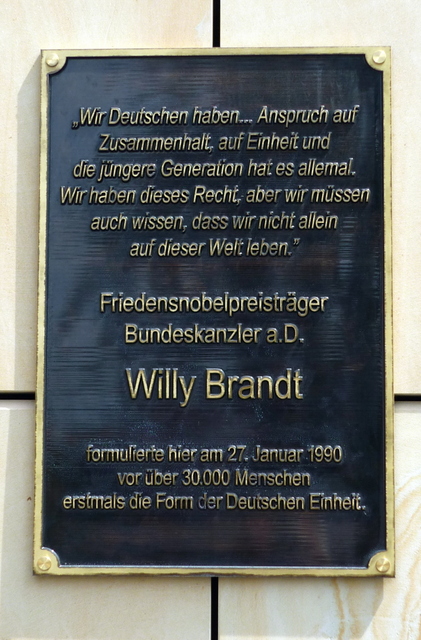 „Wir Deutschen haben... Anspruch auf
Zusammenhalt, auf Einheit und
die jüngere Generation hat es allemal.
Wir haben dieses Recht, aber wir müssen
auch wissen, dass wir nicht allein
auf dieser Welt leben.”
Friedensnobelpreisträger
Bundeskanzler a.D.
Willy Brandt
formulierte hier am 27. Januar 1990
vor über 30.000 Menschen
erstmals die Form der Deutschen Einheit.